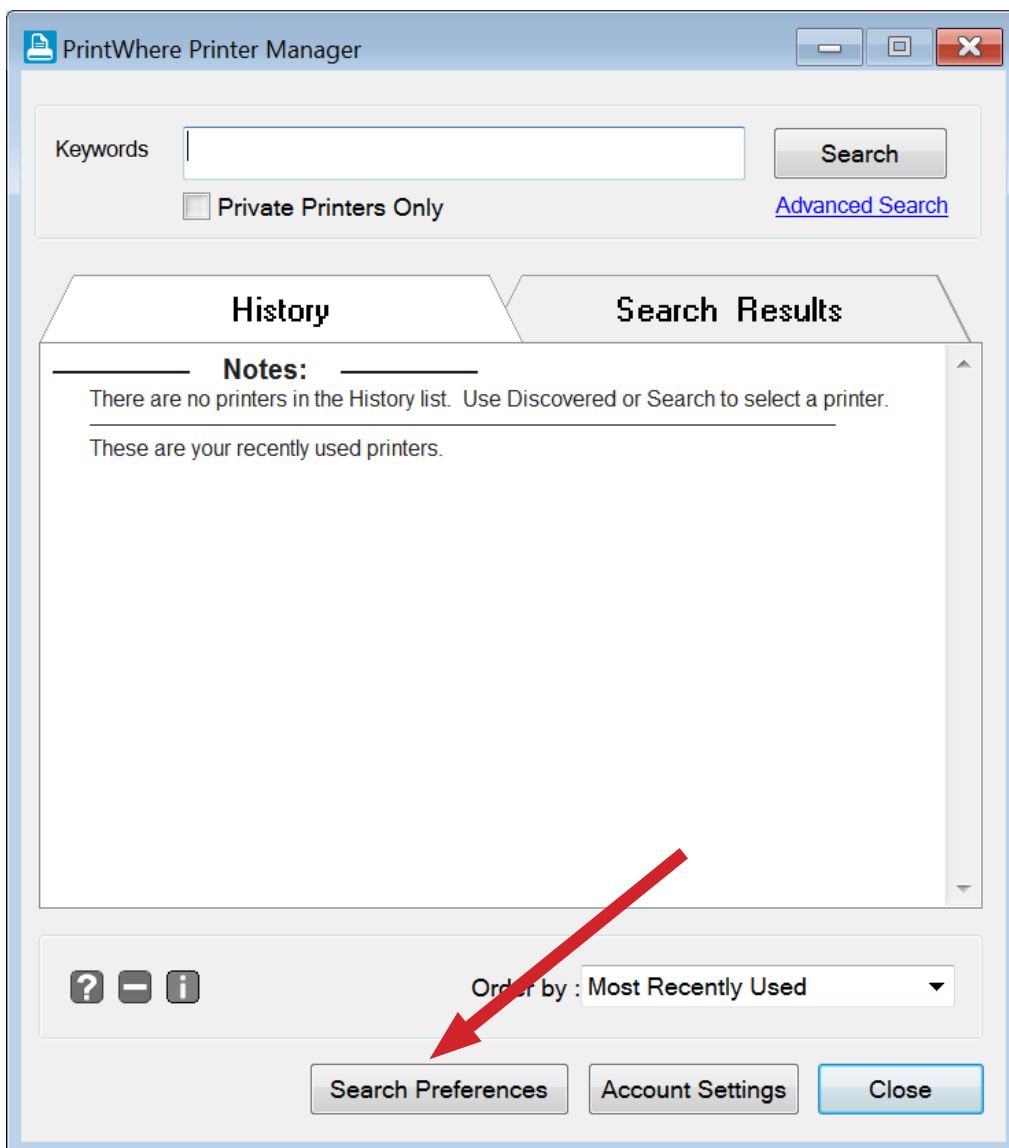 PrintWhere Printer Manager
Keywords
Search
Private Printers Only
Advanced Search
History
Search Results
Notes:
There are no printers in the History list. Use Discovered or Search to select a printer.
These are your recently used printers.
Order by : Most Recently Used
Search Preferences
Account Settings
Close